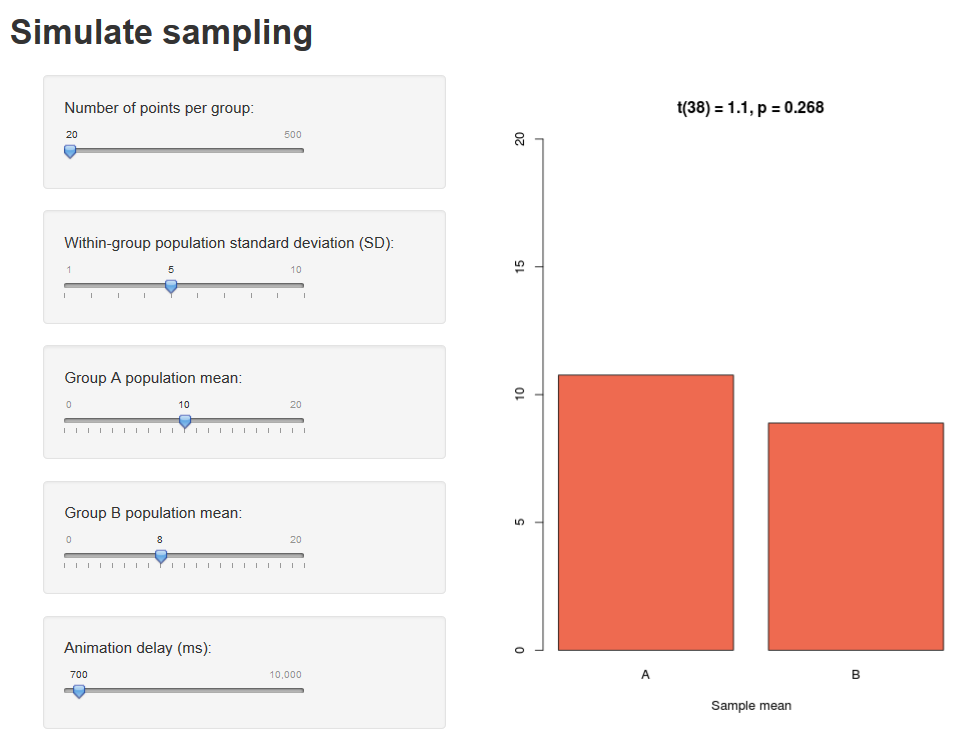 Simulate sampling
Number of points per group:
20 500
Within-group population standard deviation (SD):
1 5 10
Group A population mean:
0 10 20
Group B population mean:
0 8 20
Animation delay (ms):
700 10,000
t(38) = 1.1, p = 0.268
20
15
10
5
0
A B
Sample mean